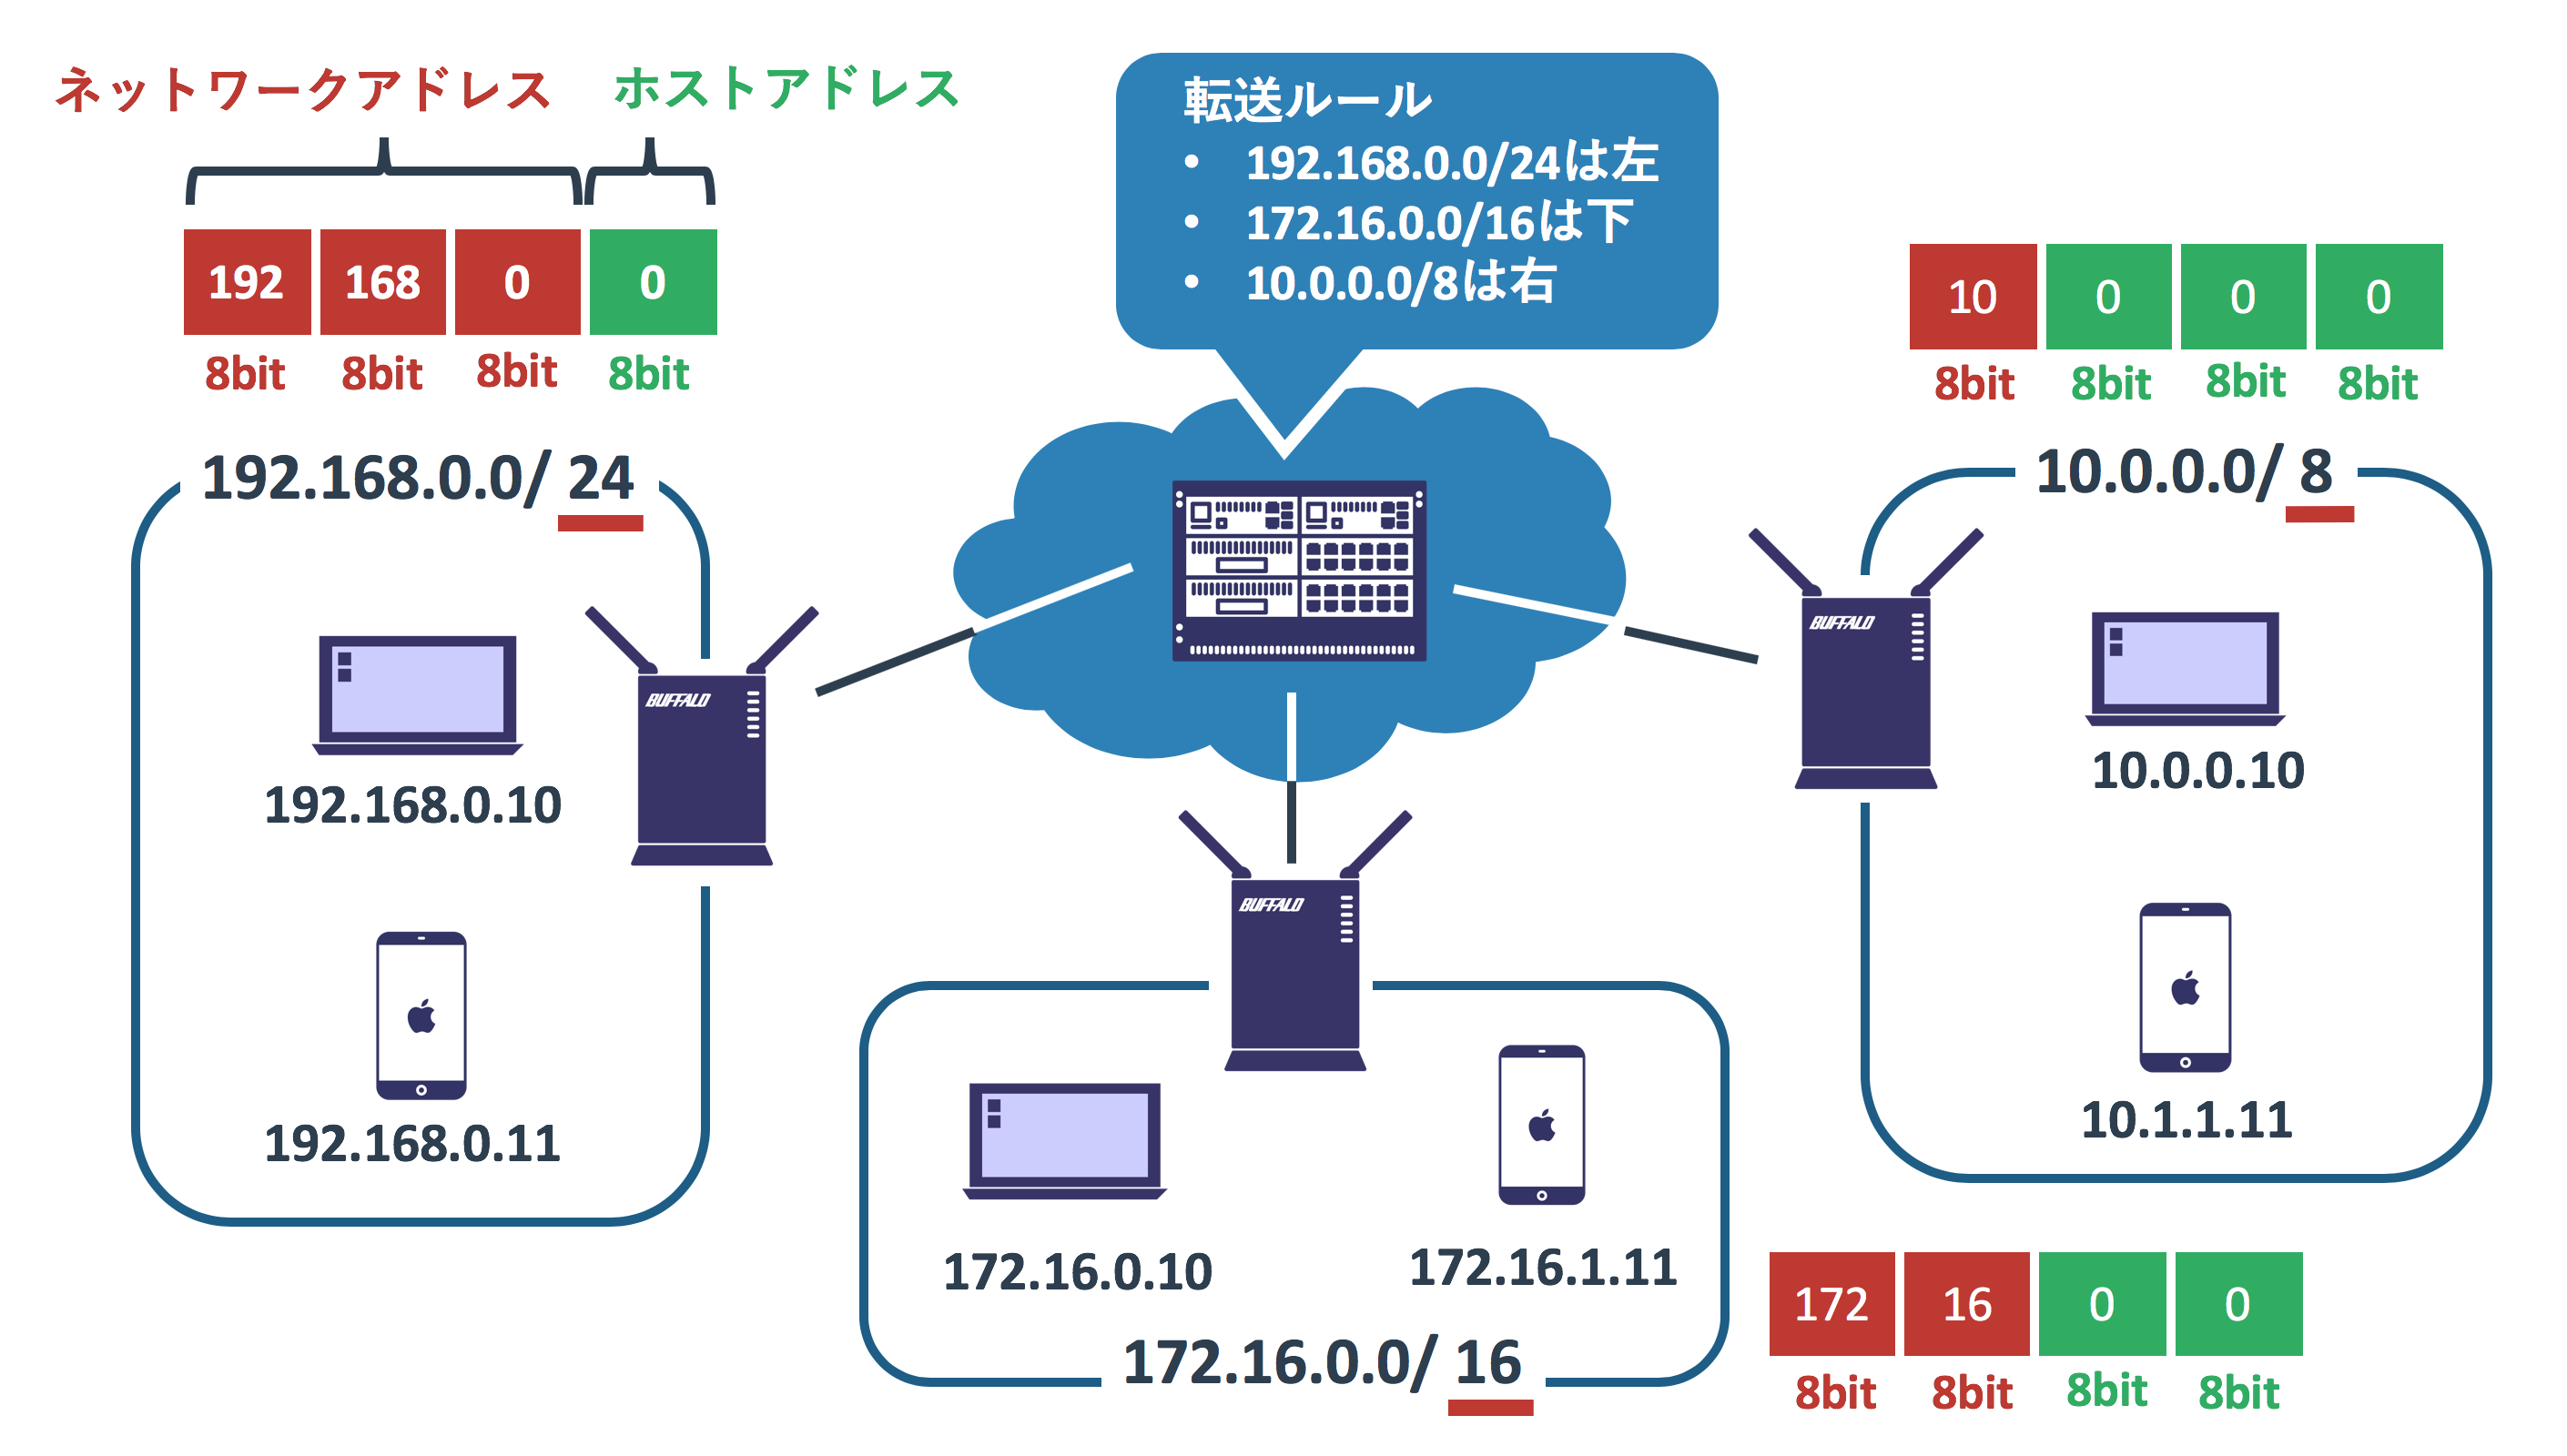 ネットワークアドレス
ホストアドレス
192 168 0 0
8bit 8bit 8bit 8bit
192.168.0.0/ 24
BUFFALO
192.168.0.10
192.168.0.11
転送ルール
• 192.168.0.0/24は左
• 172.16.0.0/16は下
• 10.0.0.0/8は右
BUFFALO
172.16.0.10
172.16.1.11
172.16.0.0/ 16
10 0 0 0
8bit 8bit 8bit 8bit
10.0.0.0/ 8
BUFFALO
10.0.0.10
10.1.1.11
172 16 0 0
8bit 8bit 8bit 8bit